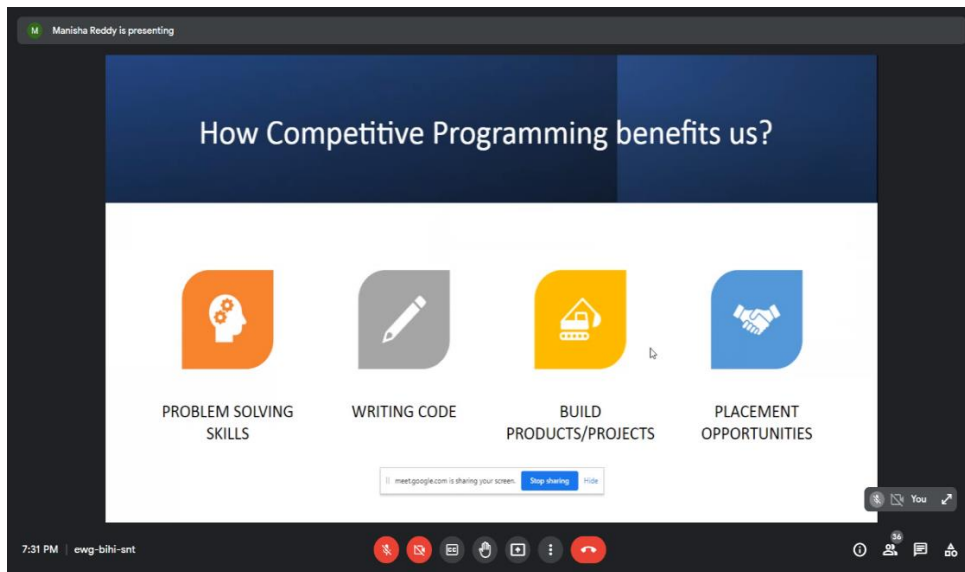 M Manisha Reddy is presenting
How Competitive Programming benefits us?
PROBLEM SOLVING
SKILLS
WRITING CODE
BUILD
PRODUCTS/PROJECTS
PLACEMENT
OPPORTUNITIES
meet.google.com is sharing your screen. Stop sharing Hide
You
7:31 PM | ewg-bihi-snt
CC
36